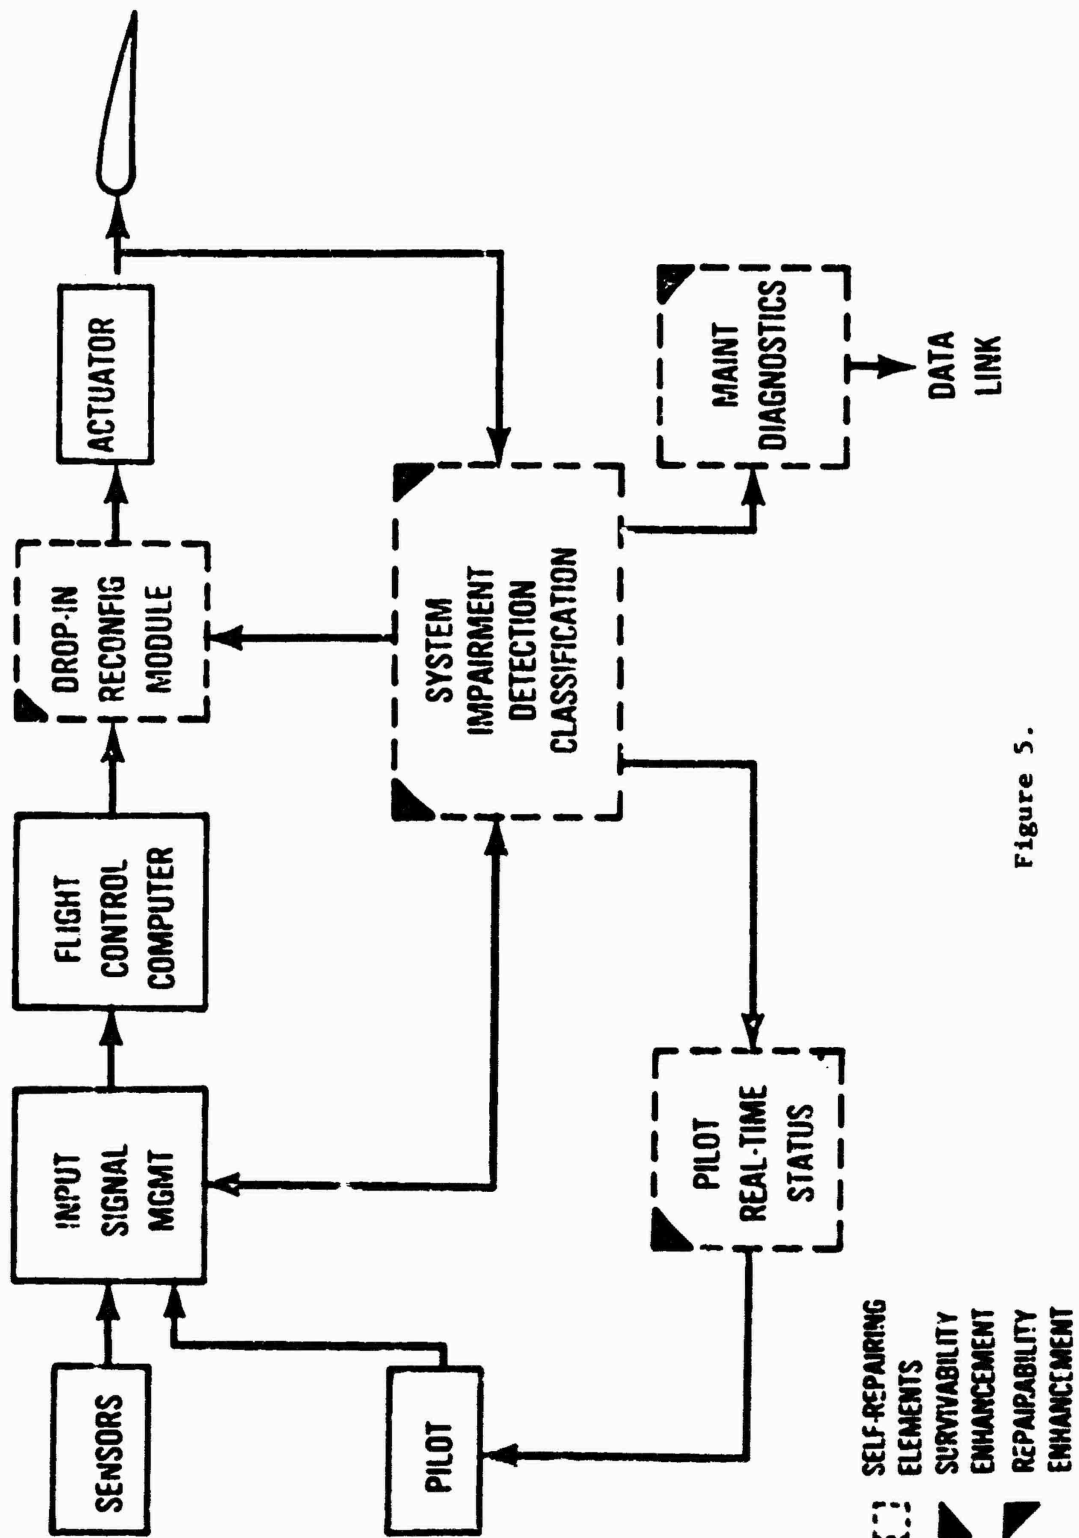 SENSORS
INPUT
SIGNAL
MGMT
FLIGHT
CONTROL
COMPUTER
DROP-IN
RECONFIG
MODULE
ACTUATOR
PILOT
SYSTEM
IMPAIRMENT
DETECTION
CLASSIFICATION
PILOT
REAL-TIME
STATUS
MAINT
DIAGNOSTICS
DATA
LINK
SELF-REPAIRING
ELEMENTS
SURVIVABILITY
ENHANCEMENT
REPAIRABILITY
ENHANCEMENT
Figure 5.